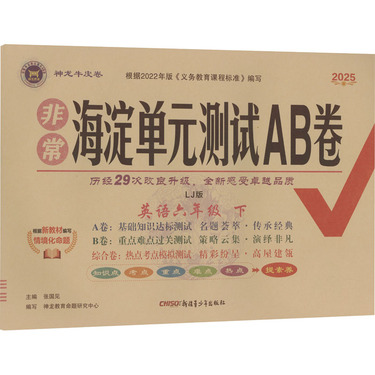 神龙牛皮卷
根据2022年版《义务教育课程标准》编写
2025
非常
海淀单元测试AB卷
历经29次改良升级，全新感受卓越品质
LJ版
英语六年级 下
根据新教材编写
情境化命题
A卷：基础知识达标测试 名题荟萃·传承经典
B卷：重点难点过关测试 策略云集·演绎非凡
综合卷：热点考点模拟测试 精彩纷呈·高屋建瓴
知识点 考点 重点 难点 热点 探素养
主编 张国见
编写 神龙教育命题研究中心
CHISO 新疆青少年出版社